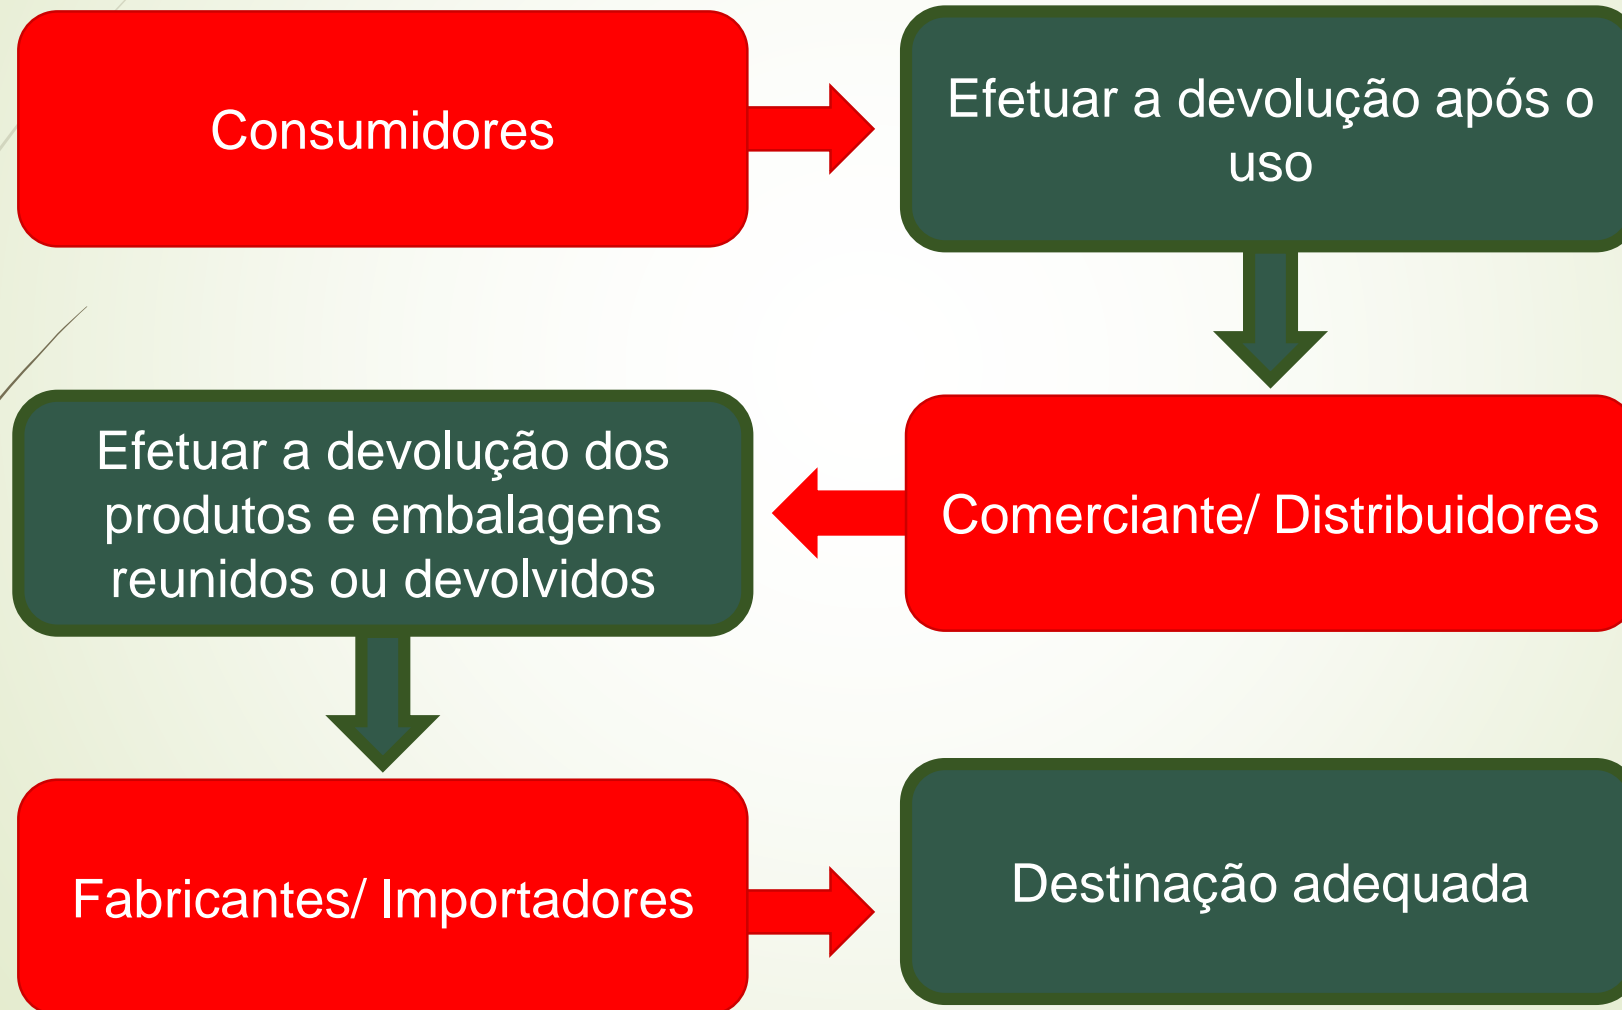 Consumidores
Efetuar a devolução após o
uso
Comerciante/ Distribuidores
Efetuar a devolução dos
produtos e embalagens
reunidos ou devolvidos
Fabricantes/ Importadores
Destinação adequada